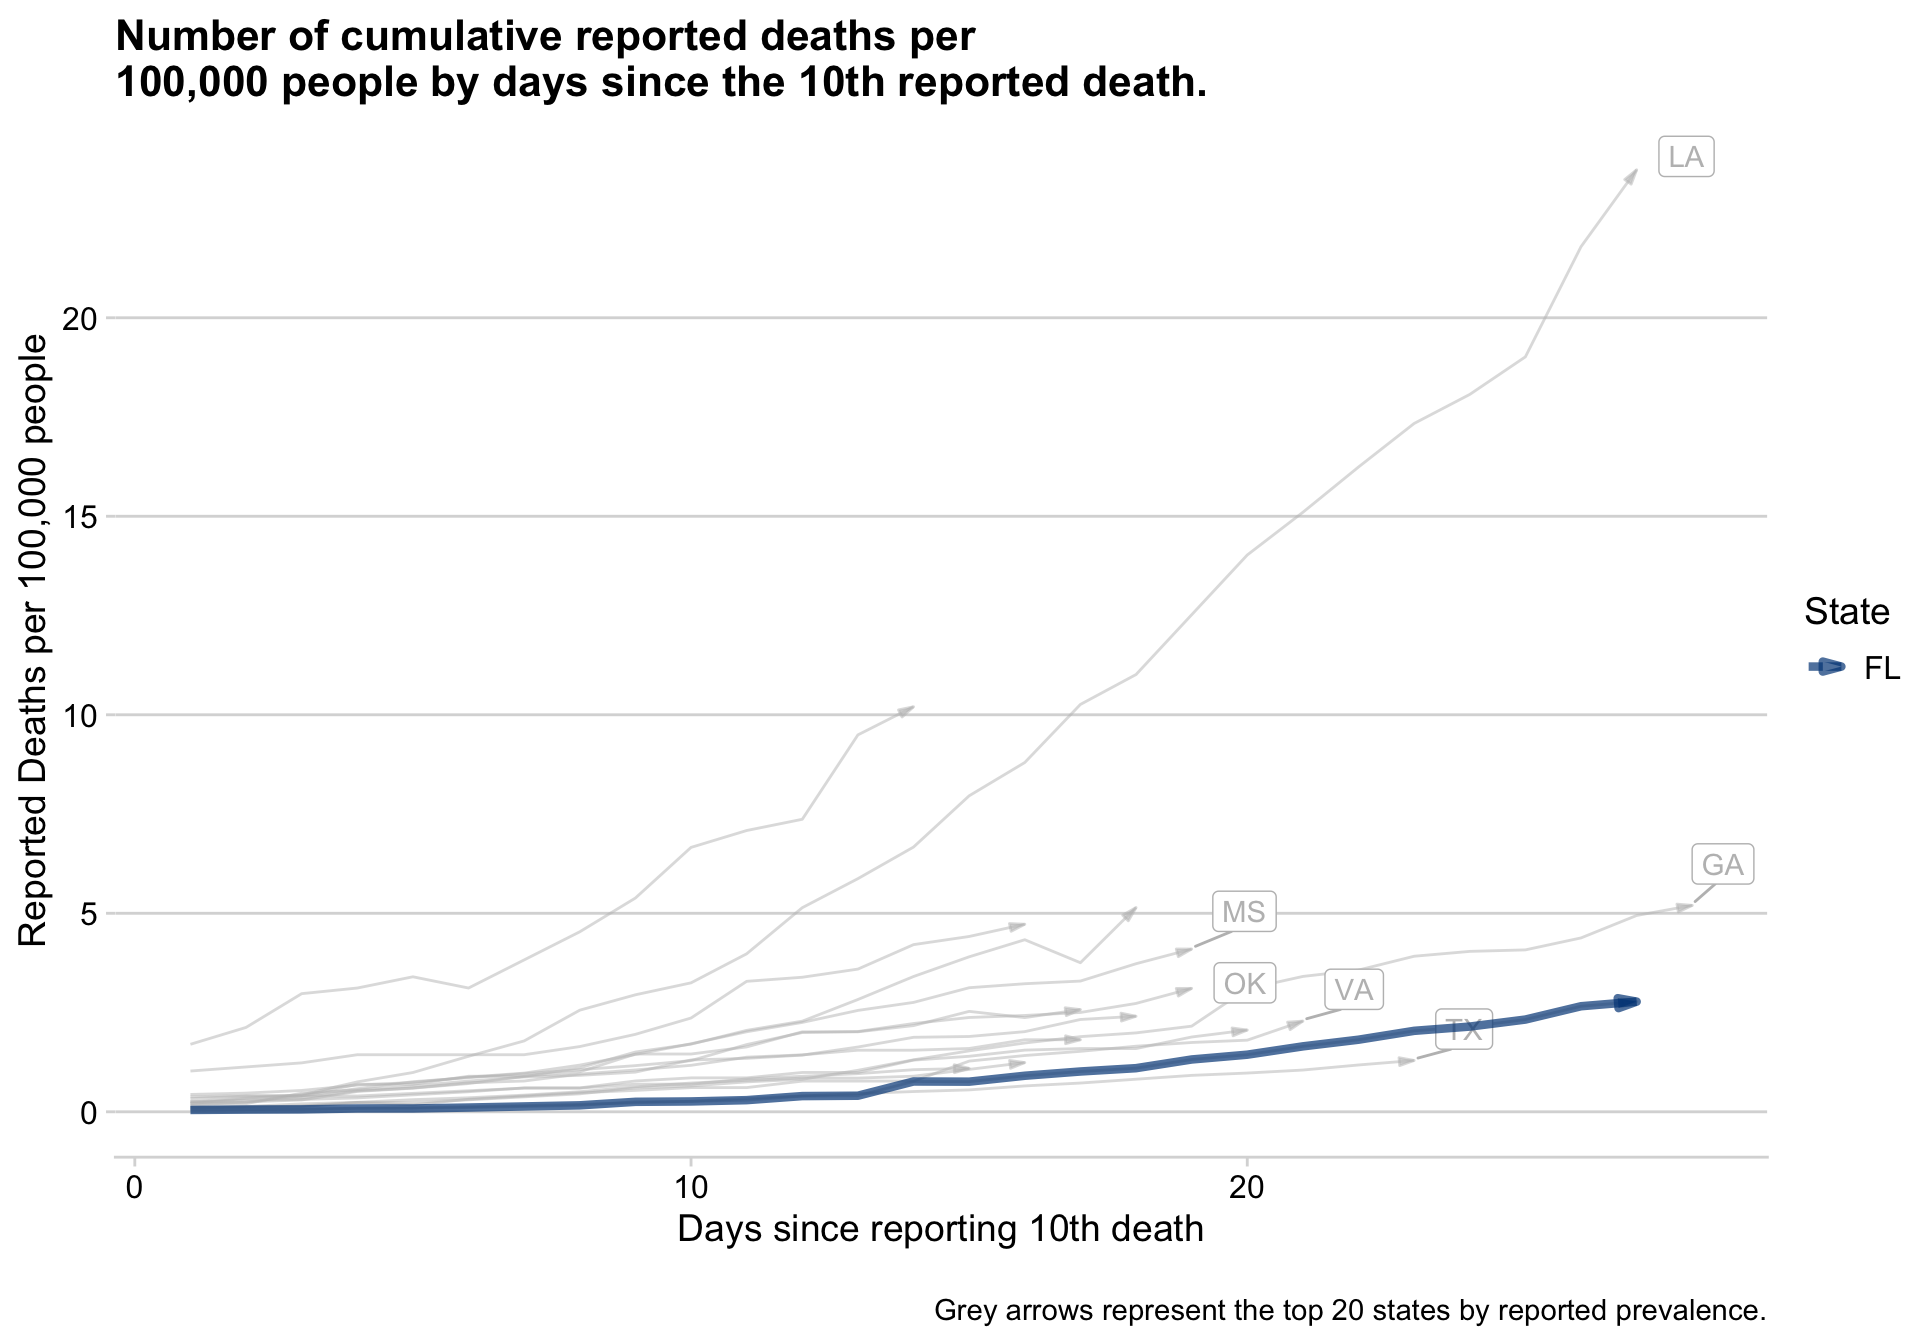 Number of cumulative reported deaths per
100,000 people by days since the 10th reported death.
LA
20
15
10
5
0
Reported Deaths per 100,000 people
GA
MS
OK
VA
TX
State
FL
0
10
20
Days since reporting 10th death
Grey arrows represent the top 20 states by reported prevalence.